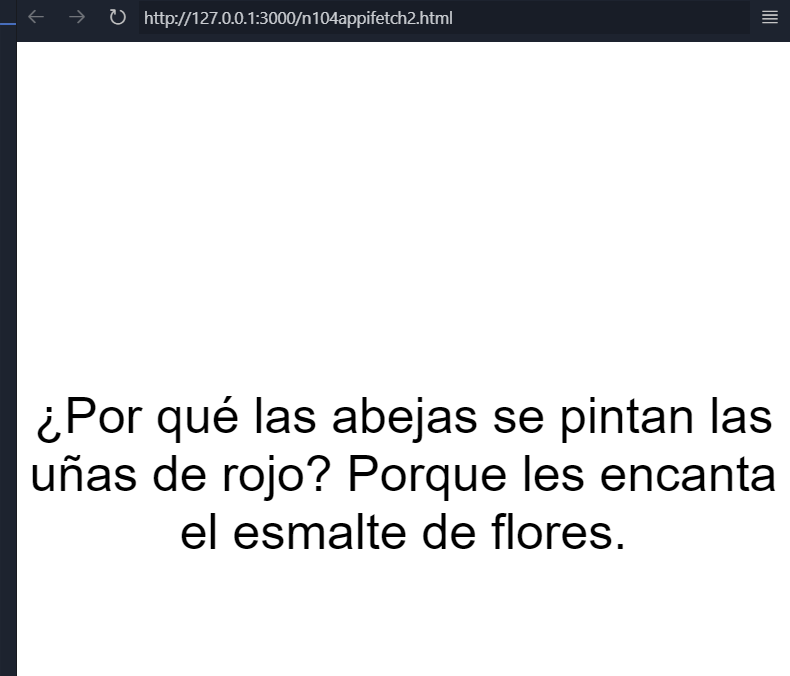 http://127.0.0.1:3000/n104appifetch2.html
¿Por qué las abejas se pintan las
uñas de rojo? Porque les encanta
el esmalte de flores.